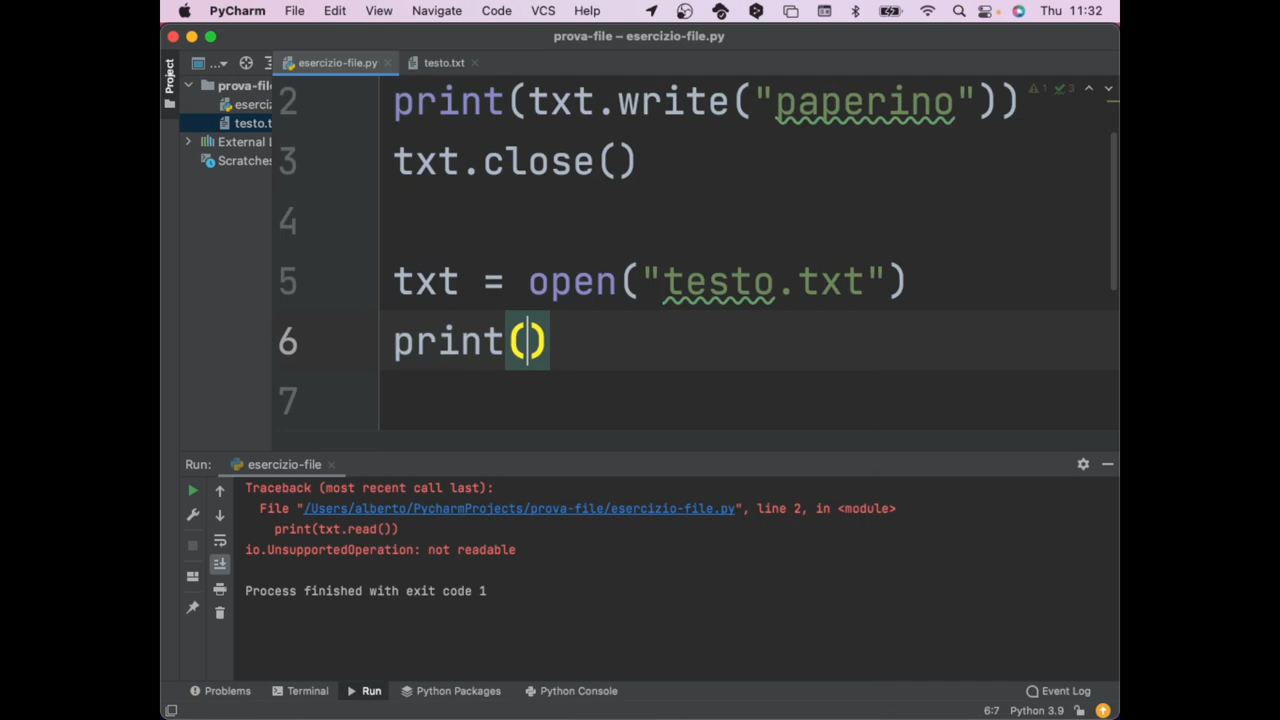 PyCharm File Edit View Navigate Code VCS Help Thu 11:32
prova-file – esercizio-file.py
Project ... esercizio-file.py testo.txt
prova-fil
eserciz
testo.t
External L
Scratches
1 3
2 print(txt.write("paperino"))
3 txt.close()
4
5 txt = open("testo.txt")
6 print()
7
Run: esercizio-file
Traceback (most recent call last):
File "/Users/alberto/PycharmProjects/prova-file/esercizio-file.py", line 2, in <module>
print(txt.read())
io.UnsupportedOperation: not readable
Process finished with exit code 1
Problems Terminal Run Python Packages Python Console Event Log
6:7 Python 3.9